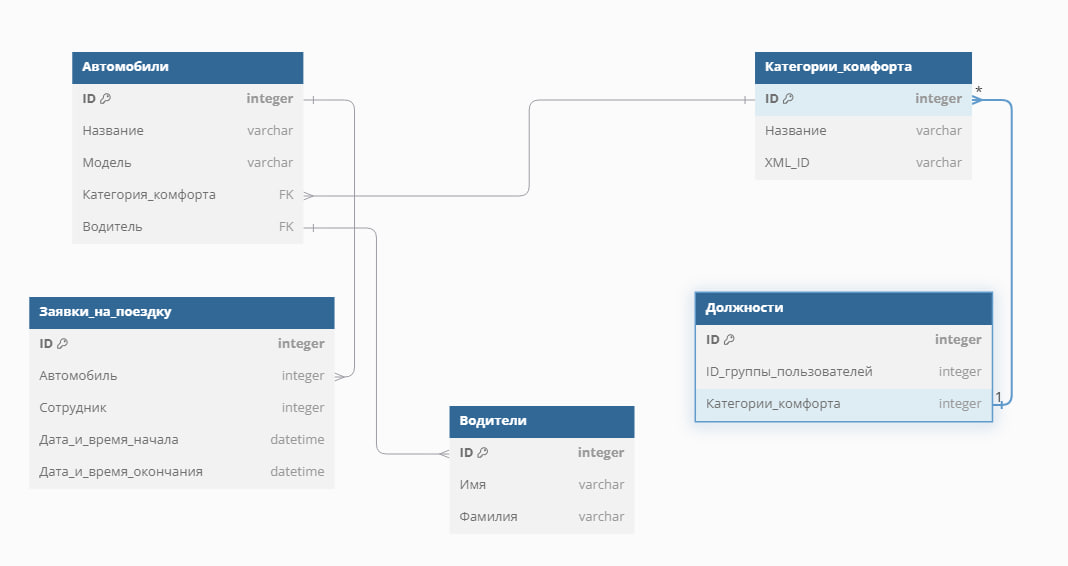 Автомобили
ID integer
Название varchar
Модель varchar
Категория_комфорта FK
Водитель FK
Категории_комфорта
*
ID integer
Название varchar
XML_ID varchar
Заявки_на_поездку
ID integer
Автомобиль integer
Сотрудник integer
Дата_и_время_начала datetime
Дата_и_время_окончания datetime
Должности
ID integer
ID_группы_пользователей integer
Категории_комфорта integer
1
Водители
ID integer
Имя varchar
Фамилия varchar